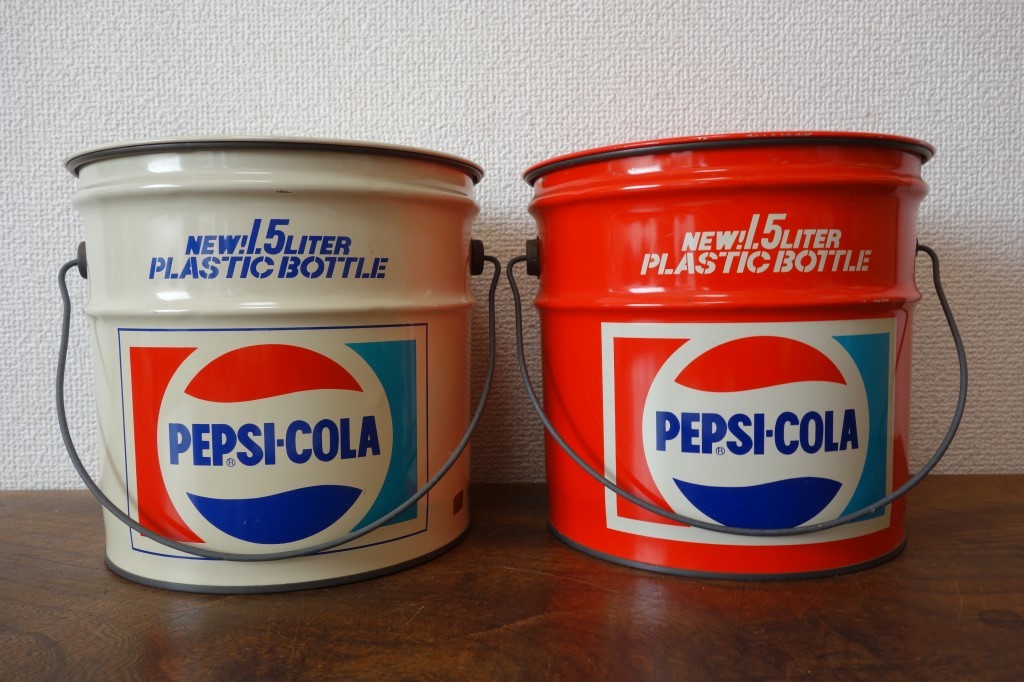 NEW! 1.5 LITER
PLASTIC BOTTLE
PEPSI-COLA
®
NEW! 1.5 LITER
PLASTIC BOTTLE
PEPSI-COLA
®